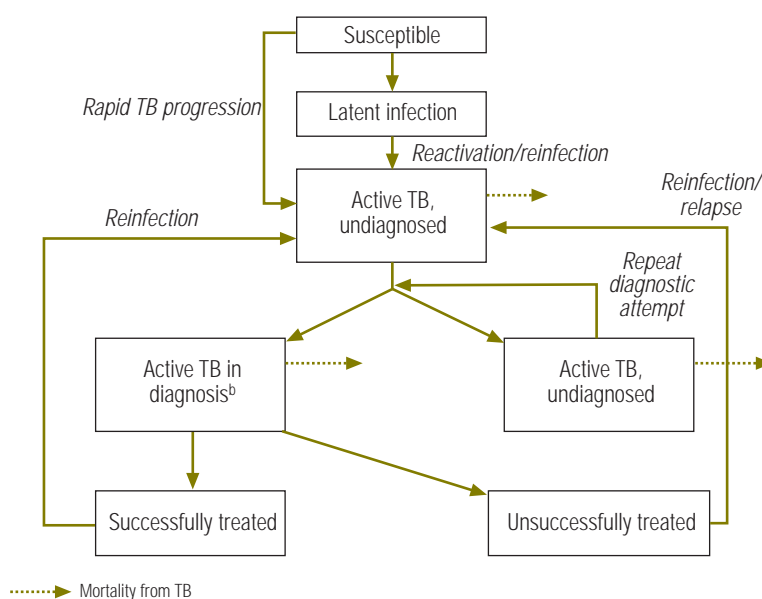 Susceptible
Rapid TB progression
Latent infection
Reactivation/reinfection
Active TB,
undiagnosed
Reinfection/
relapse
Reinfection
Repeat
diagnostic
attempt
Active TB in
diagnosisᵇ
Active TB,
undiagnosed
Successfully treated
Unsuccessfully treated
Mortality from TB